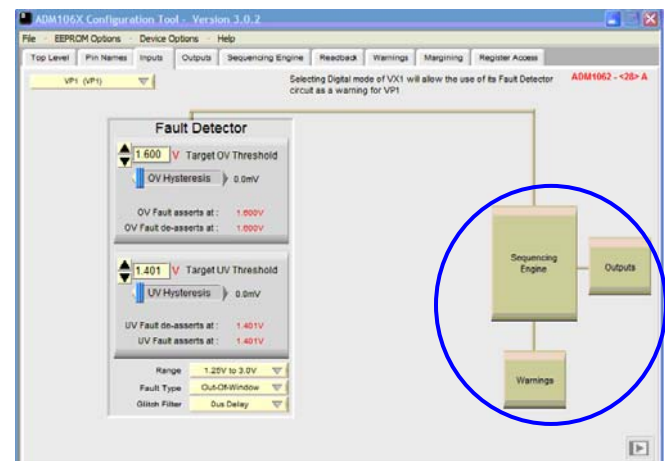 ADM106X Configuration Tool - Version 3.0.2
File EEPROM Options Device Options Help
Top Level Pin Names Inputs Outputs Sequencing Engine Readback Warnings Margining Register Access
VP1 (VP1)
Selecting Digital mode of VX1 will allow the use of its Fault Detector
circuit as a warning for VP1
ADM1062 - <28> A
Fault Detector
1.600 V Target OV Threshold
OV Hysteresis 0.0mV
OV Fault asserts at : 1.600V
OV Fault de-asserts at : 1.600V
1.401 V Target UV Threshold
UV Hysteresis 0.0mV
UV Fault de-asserts at : 1.401V
UV Fault asserts at : 1.401V
Range 1.25V to 3.0V
Fault Type Out-Of-Window
Glitch Filter 0us Delay
Sequencing
Engine
Outputs
Warnings